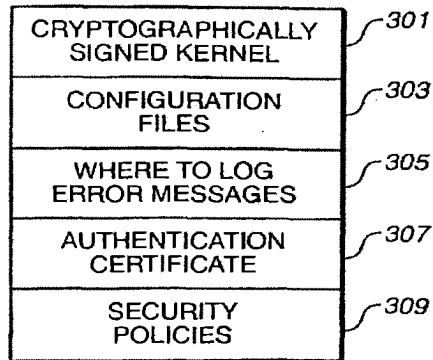 CRYPTOGRAPHICALLY
SIGNED KERNEL
301
CONFIGURATION
FILES
303
WHERE TO LOG
ERROR MESSAGES
305
AUTHENTICATION
CERTIFICATE
307
SECURITY
POLICIES
309